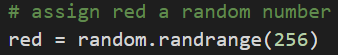 # assign red a random number
red = random.randrange(256)